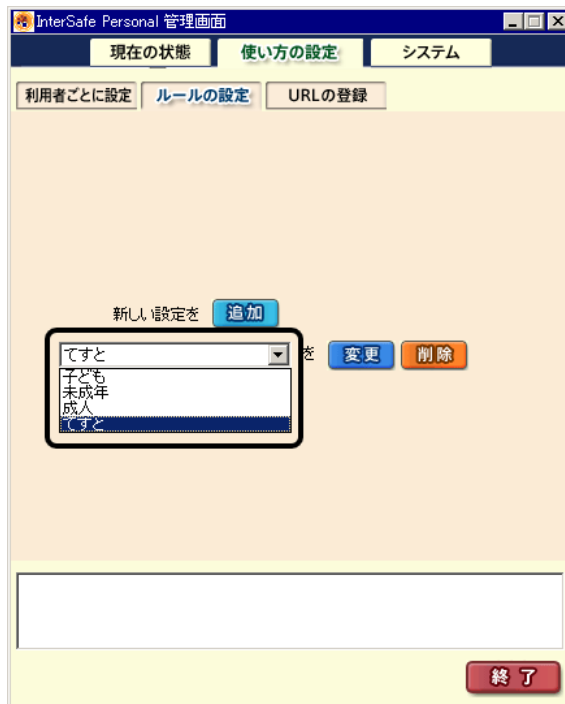 InterSafe Personal 管理画面
現在の状態 使い方の設定 システム
利用者ごとに設定 ルールの設定 URLの登録
新しい設定を 追加
てすと を 変更 削除
子ども
未成年
成人
てすと
終了